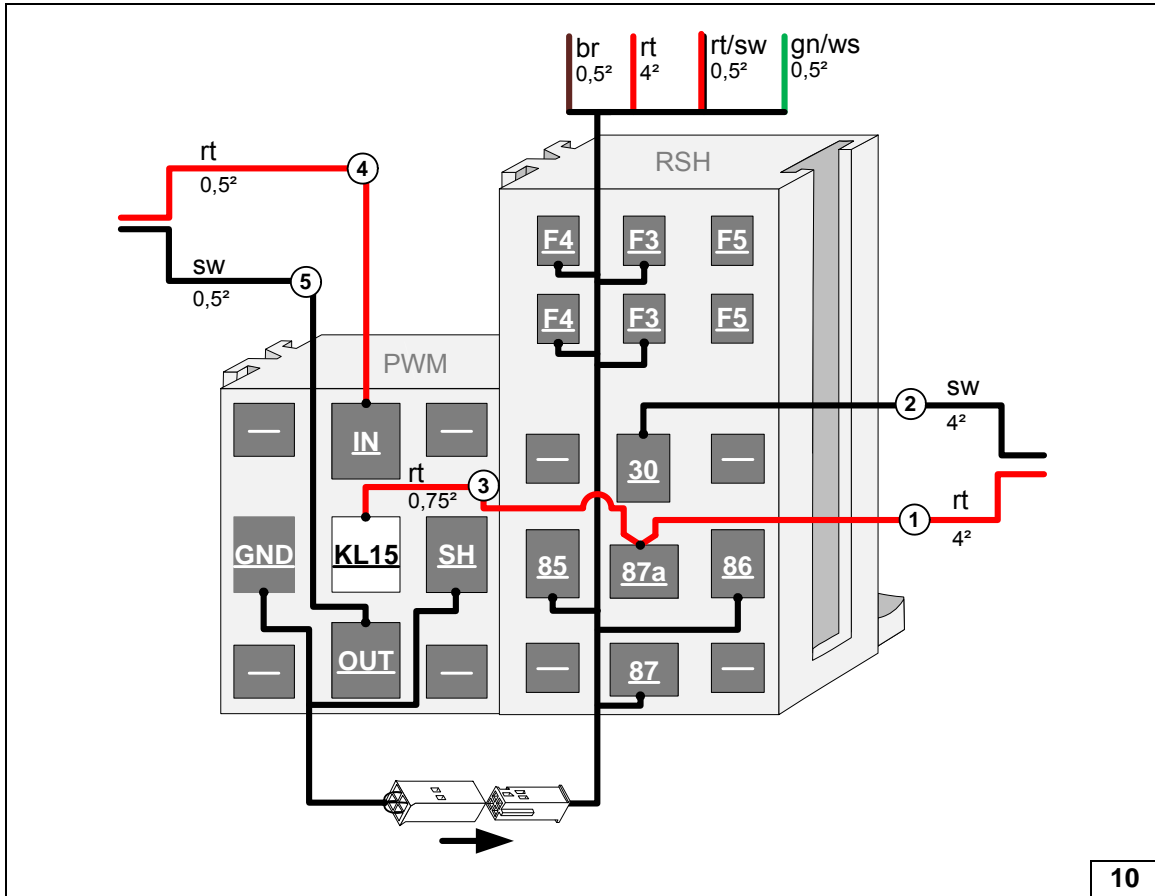 br rt rt/sw gn/ws
0,5² 4² 0,5² 0,5²
rt 4 RSH
0,5²
F4 F3 F5
sw 5
0,5²
F4 F3 F5
PWM
2 sw
4²
— IN — — 30 —
rt 3
0,75²
1 rt
4²
GND KL15 SH 85 87a 86
— OUT — — 87 —
10